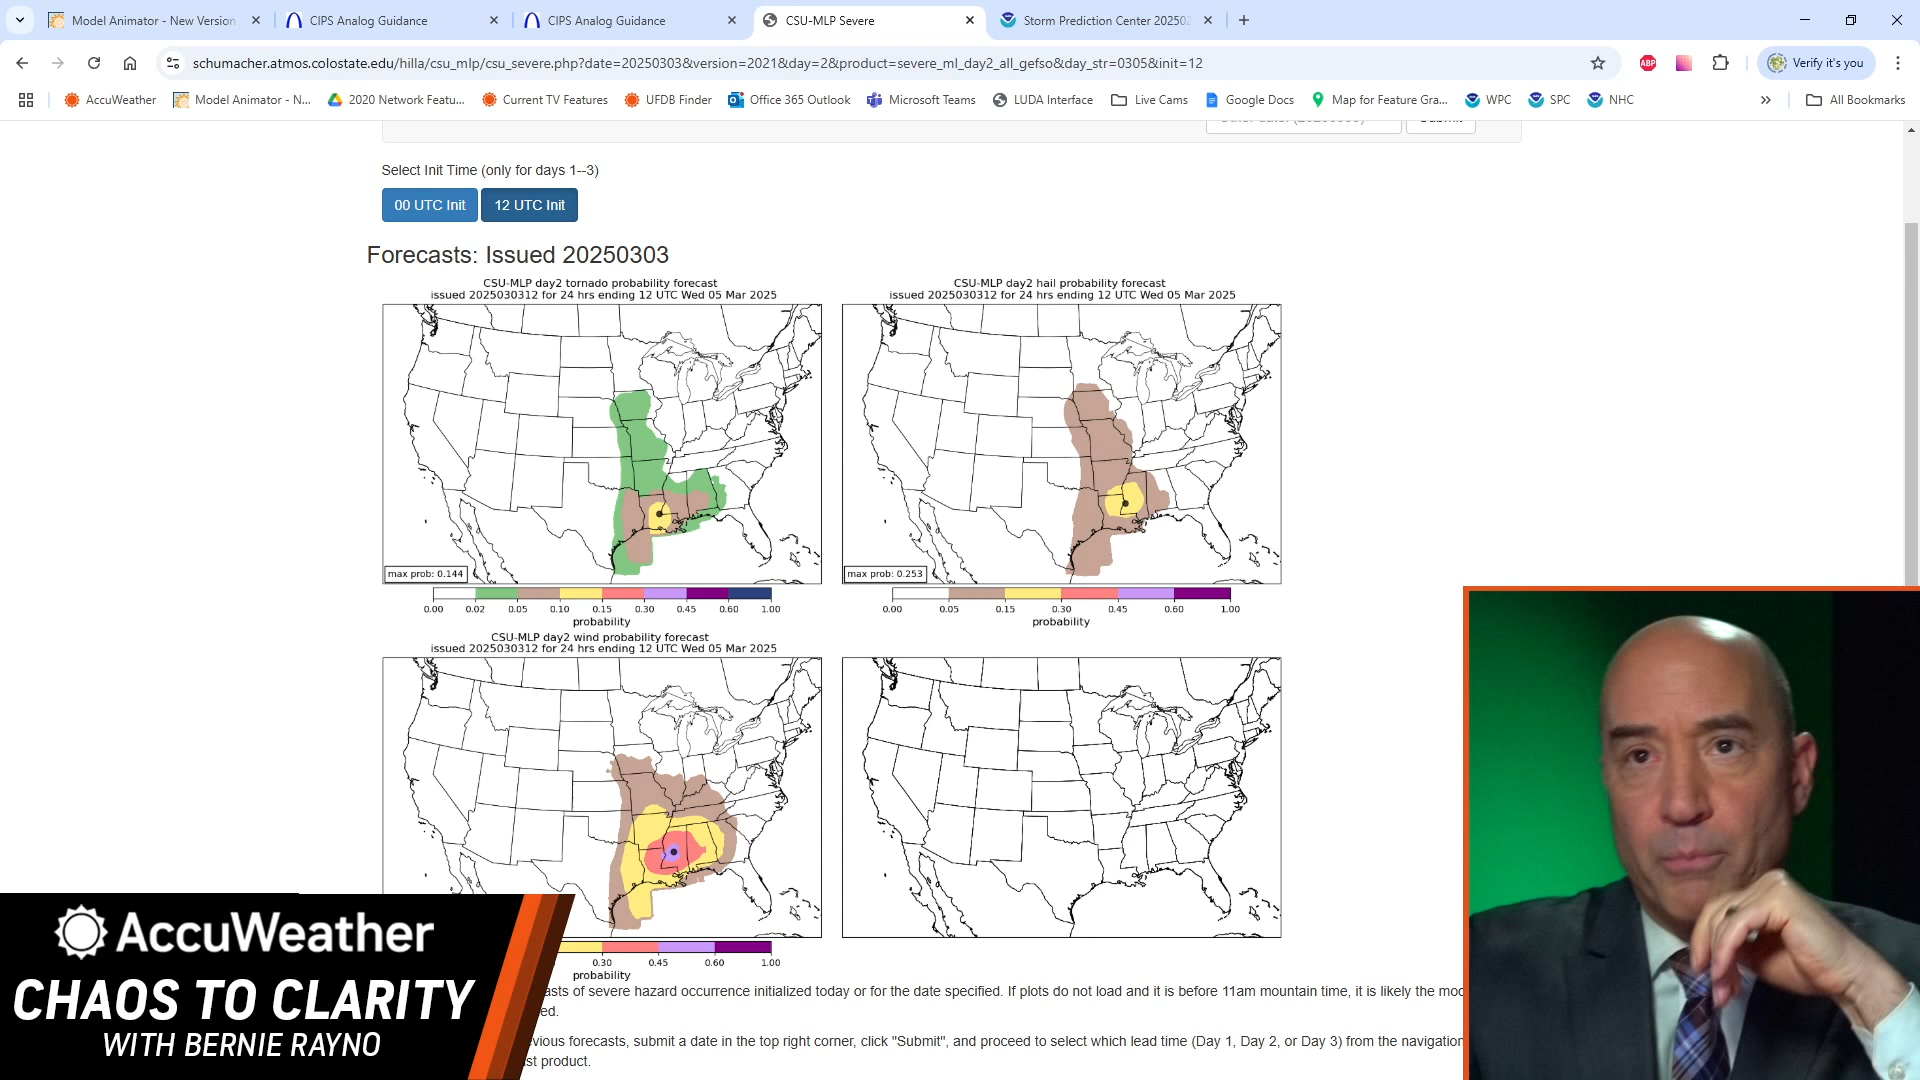 Model Animator - New Version
CIPS Analog Guidance
CIPS Analog Guidance
CSU-MLP Severe
Storm Prediction Center 20250
schumacher.atmos.colostate.edu/hilla/csu_mlp/csu_severe.php?date=20250303&version=2021&day=2&product=severe_ml_day2_all_gefso&day_str=0305&init=12
ABP
Verify it's you
AccuWeather
Model Animator - N...
2020 Network Featu...
Current TV Features
UFDB Finder
Office 365 Outlook
Microsoft Teams
LUDA Interface
Live Cams
Google Docs
Map for Feature Gra...
WPC
SPC
NHC
All Bookmarks
Select Init Time (only for days 1--3)
00 UTC Init
12 UTC Init
Forecasts: Issued 20250303
CSU-MLP day2 tornado probability forecast
issued 2025030312 for 24 hrs ending 12 UTC Wed 05 Mar 2025
max prob: 0.144
0.00 0.02 0.05 0.10 0.15 0.30 0.45 0.60 1.00
probability
CSU-MLP day2 hail probability forecast
issued 2025030312 for 24 hrs ending 12 UTC Wed 05 Mar 2025
max prob: 0.253
0.00 0.05 0.15 0.30 0.45 0.60 1.00
probability
CSU-MLP day2 wind probability forecast
issued 2025030312 for 24 hrs ending 12 UTC Wed 05 Mar 2025
0.30 0.45 0.60 1.00
probability
asts of severe hazard occurrence initialized today or for the date specified. If plots do not load and it is before 11am mountain time, it is likely the mod
ed.
vious forecasts, submit a date in the top right corner, click "Submit", and proceed to select which lead time (Day 1, Day 2, or Day 3) from the navigation
st product.
AccuWeather
CHAOS TO CLARITY
WITH BERNIE RAYNO